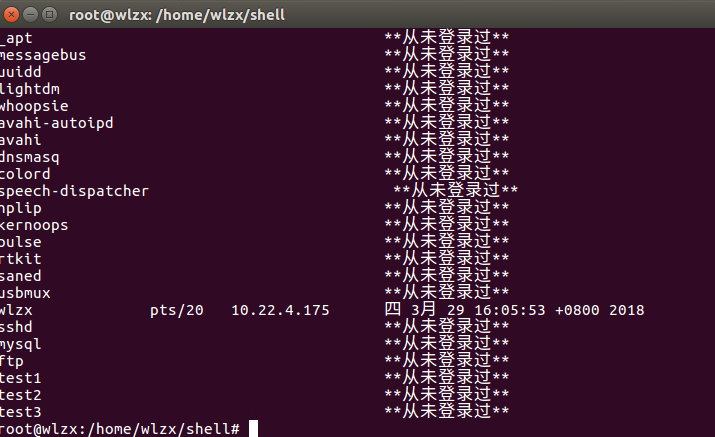 root@wlzx: /home/wlzx/shell
_apt **从未登录过**
messagebus **从未登录过**
uuidd **从未登录过**
lightdm **从未登录过**
whoopsie **从未登录过**
avahi-autoipd **从未登录过**
avahi **从未登录过**
dnsmasq **从未登录过**
colord **从未登录过**
speech-dispatcher **从未登录过**
hplip **从未登录过**
kernoops **从未登录过**
pulse **从未登录过**
rtkit **从未登录过**
saned **从未登录过**
usbmux **从未登录过**
wlzx pts/20 10.22.4.175 四 3月 29 16:05:53 +0800 2018
sshd **从未登录过**
mysql **从未登录过**
ftp **从未登录过**
test1 **从未登录过**
test2 **从未登录过**
test3 **从未登录过**
root@wlzx:/home/wlzx/shell#